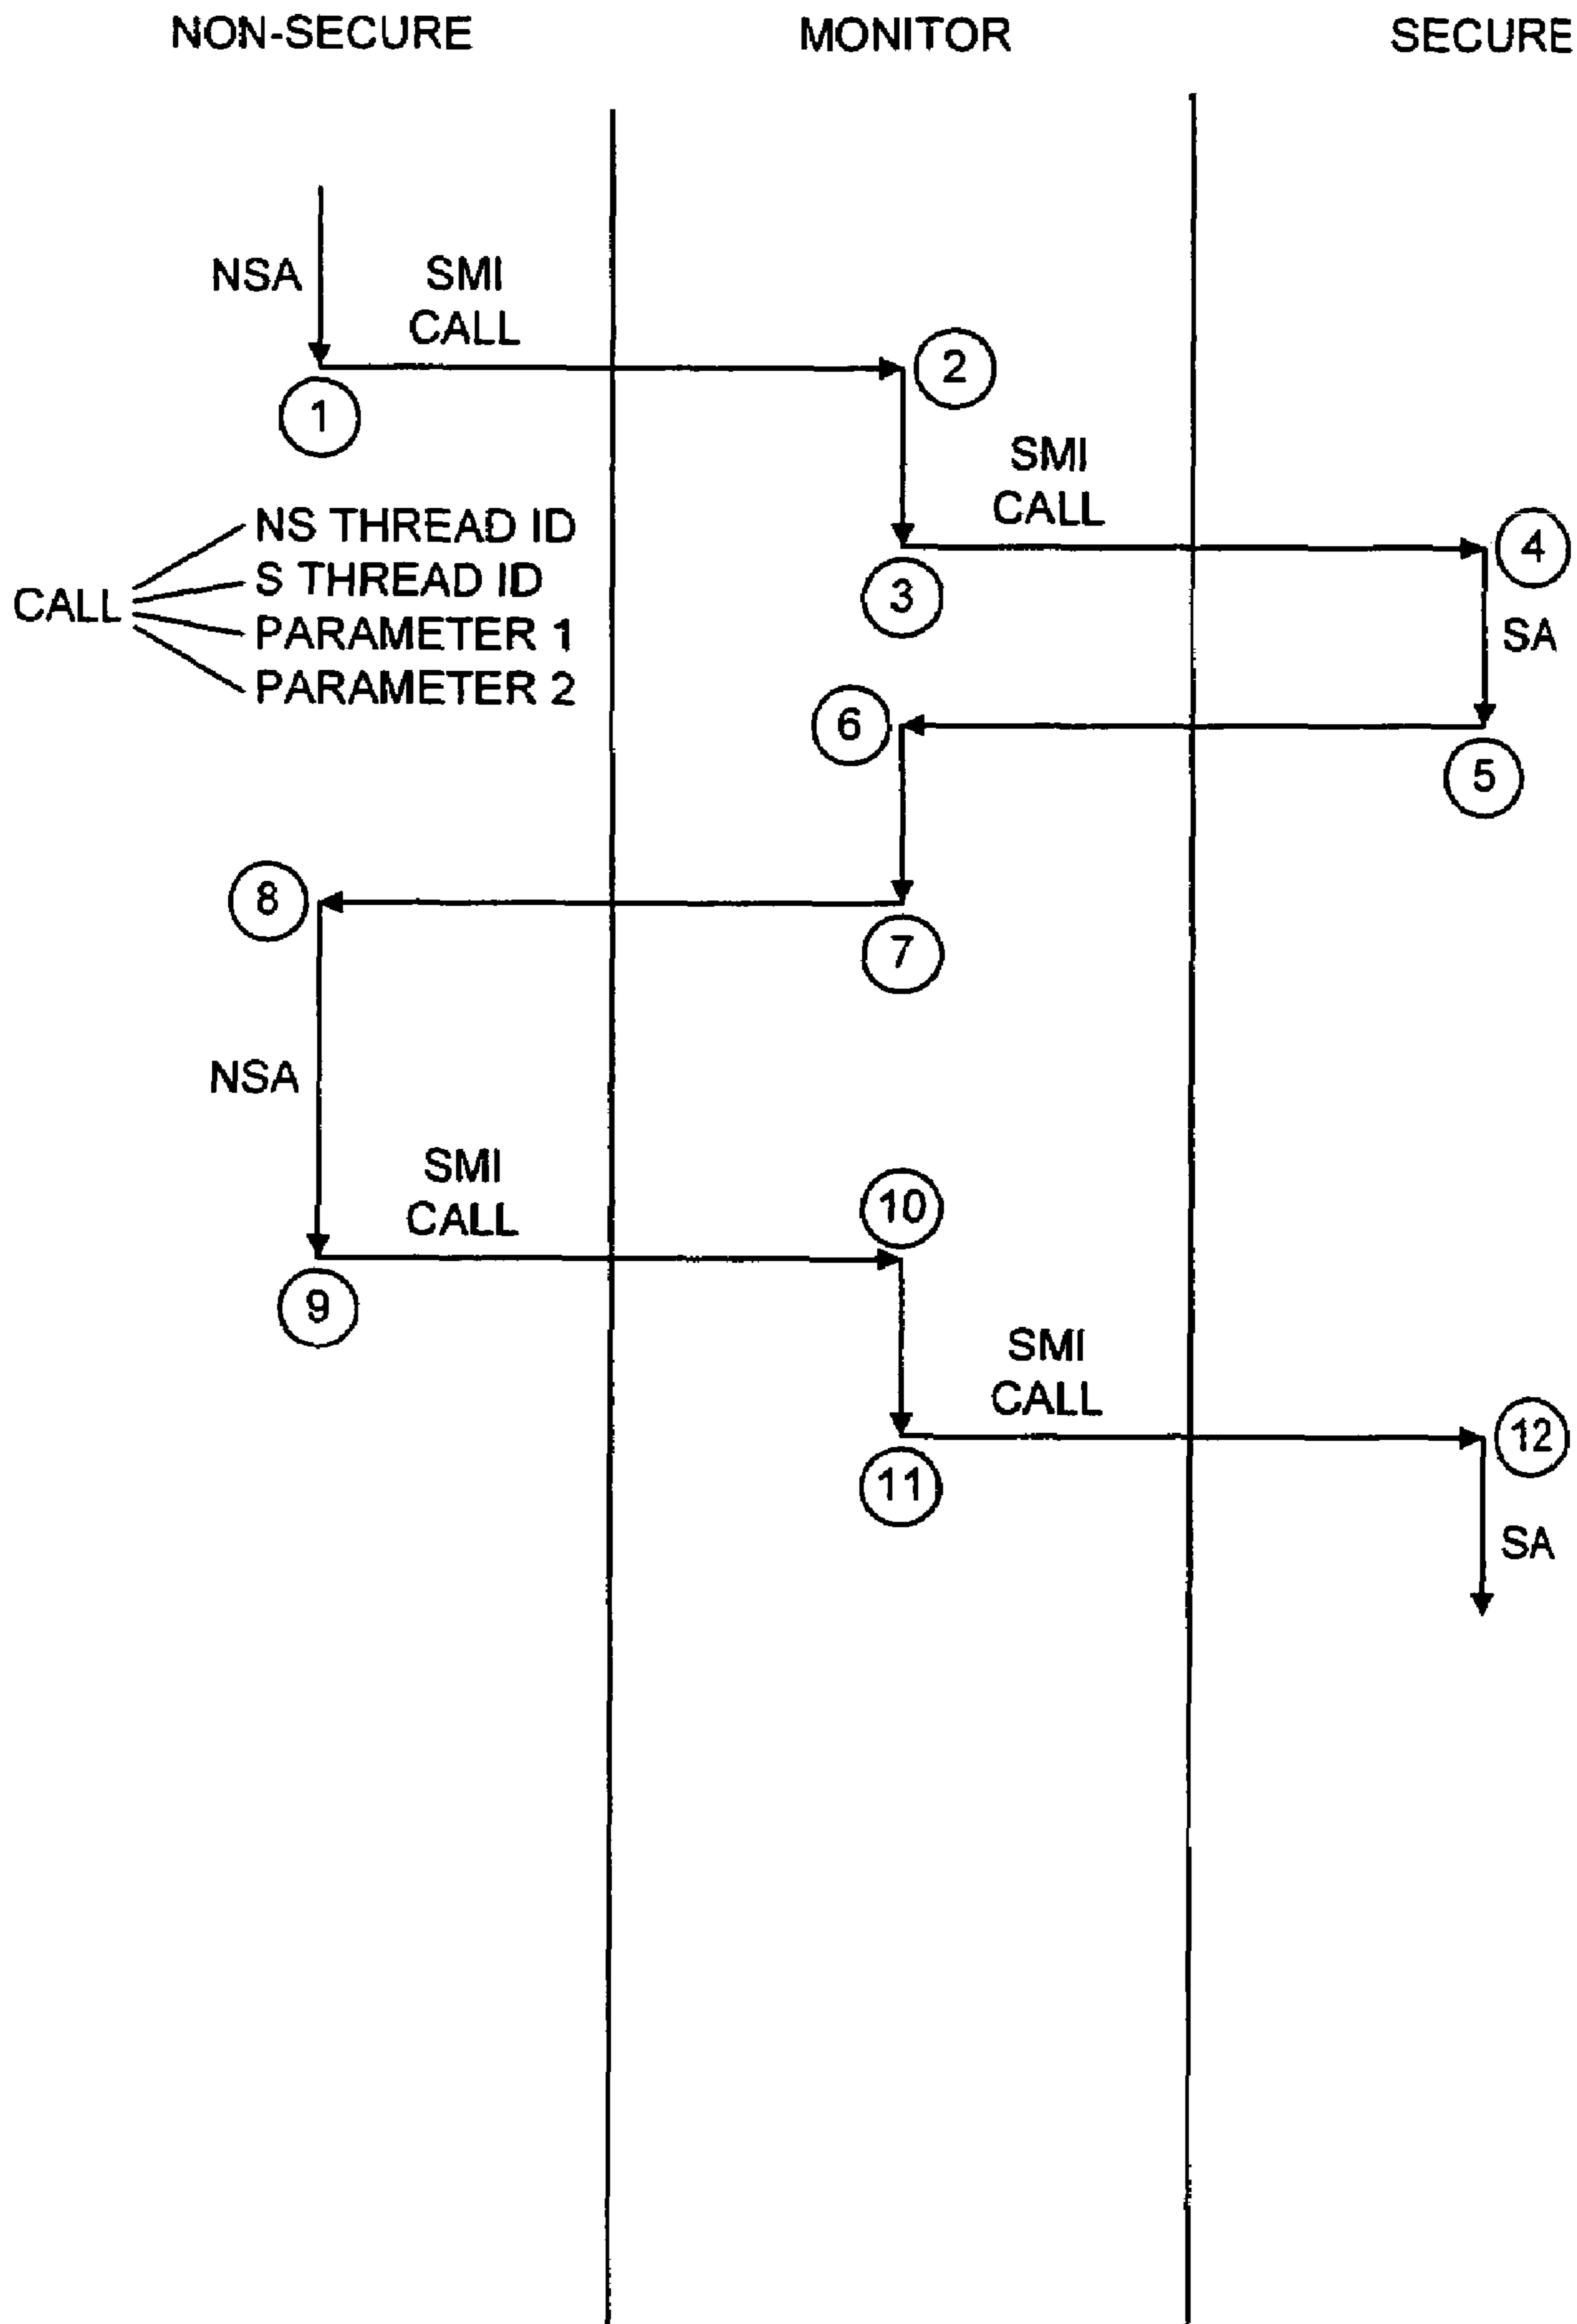 NON-SECURE MONITOR SECURE
NSA
SMI
CALL
1
2
SMI
CALL
3
4
CALL
NS THREAD ID
S THREAD ID
PARAMETER 1
PARAMETER 2
SA
6
5
8
7
NSA
SMI
CALL
10
9
SMI
CALL
12
11
SA